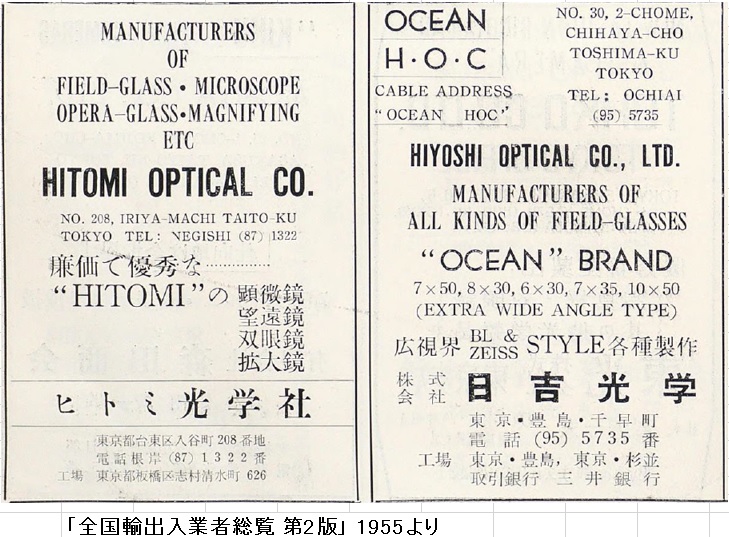 MANUFACTURERS
OF
FIELD-GLASS・MICROSCOPE
OPERA-GLASS・MAGNIFYING
ETC
HITOMI OPTICAL CO.
NO. 208, IRIYA-MACHI TAITO-KU
TOKYO TEL: NEGISHI (87) 1322
廉価で優秀な…………
“HITOMI”の 顕微鏡
望遠鏡
双眼鏡
拡大鏡
ヒトミ光学社
東京都台東区入谷町208番地
電話根岸(87)1322番
工場 東京都板橋区志村清水町626
OCEAN
H・O・C
CABLE ADDRESS
“OCEAN HOC”
NO. 30, 2-CHOME,
CHIHAYA-CHO
TOSHIMA-KU
TOKYO
TEL; OCHIAI
(95) 5735
HIYOSHI OPTICAL CO., LTD.
MANUFACTURERS OF
ALL KINDS OF FIELD-GLASSES
“OCEAN” BRAND
7×50, 8×30, 6×30, 7×35, 10×50
(EXTRA WIDE ANGLE TYPE)
広視界 BL & ZEISS STYLE各種製作
株式会社 日吉光学
東京・豊島・千早町
電話(95)5735番
工場 東京・豊島，東京・杉並
取引銀行 三井銀行
「全国輸出入業者総覧 第2版」 1955より